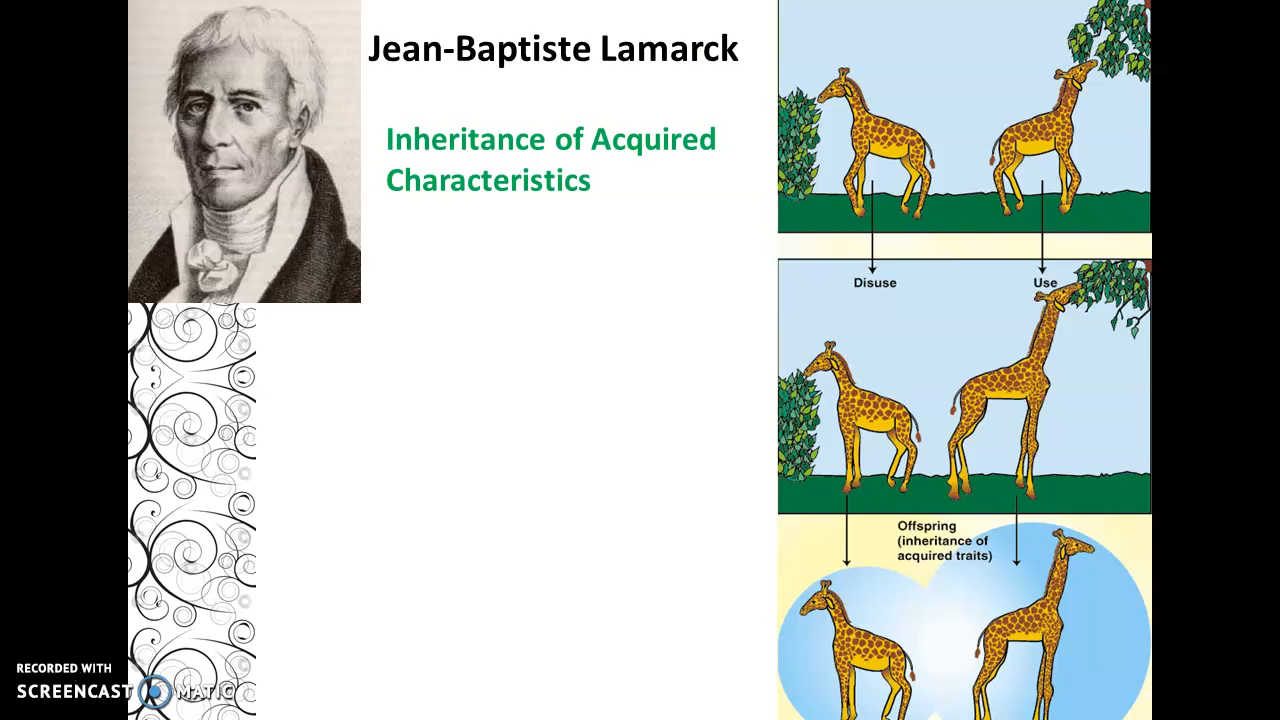 Jean-Baptiste Lamarck
Inheritance of Acquired
Characteristics
Disuse
Use
Offspring
(inheritance of
acquired traits)
RECORDED WITH
SCREENCAST MATIC